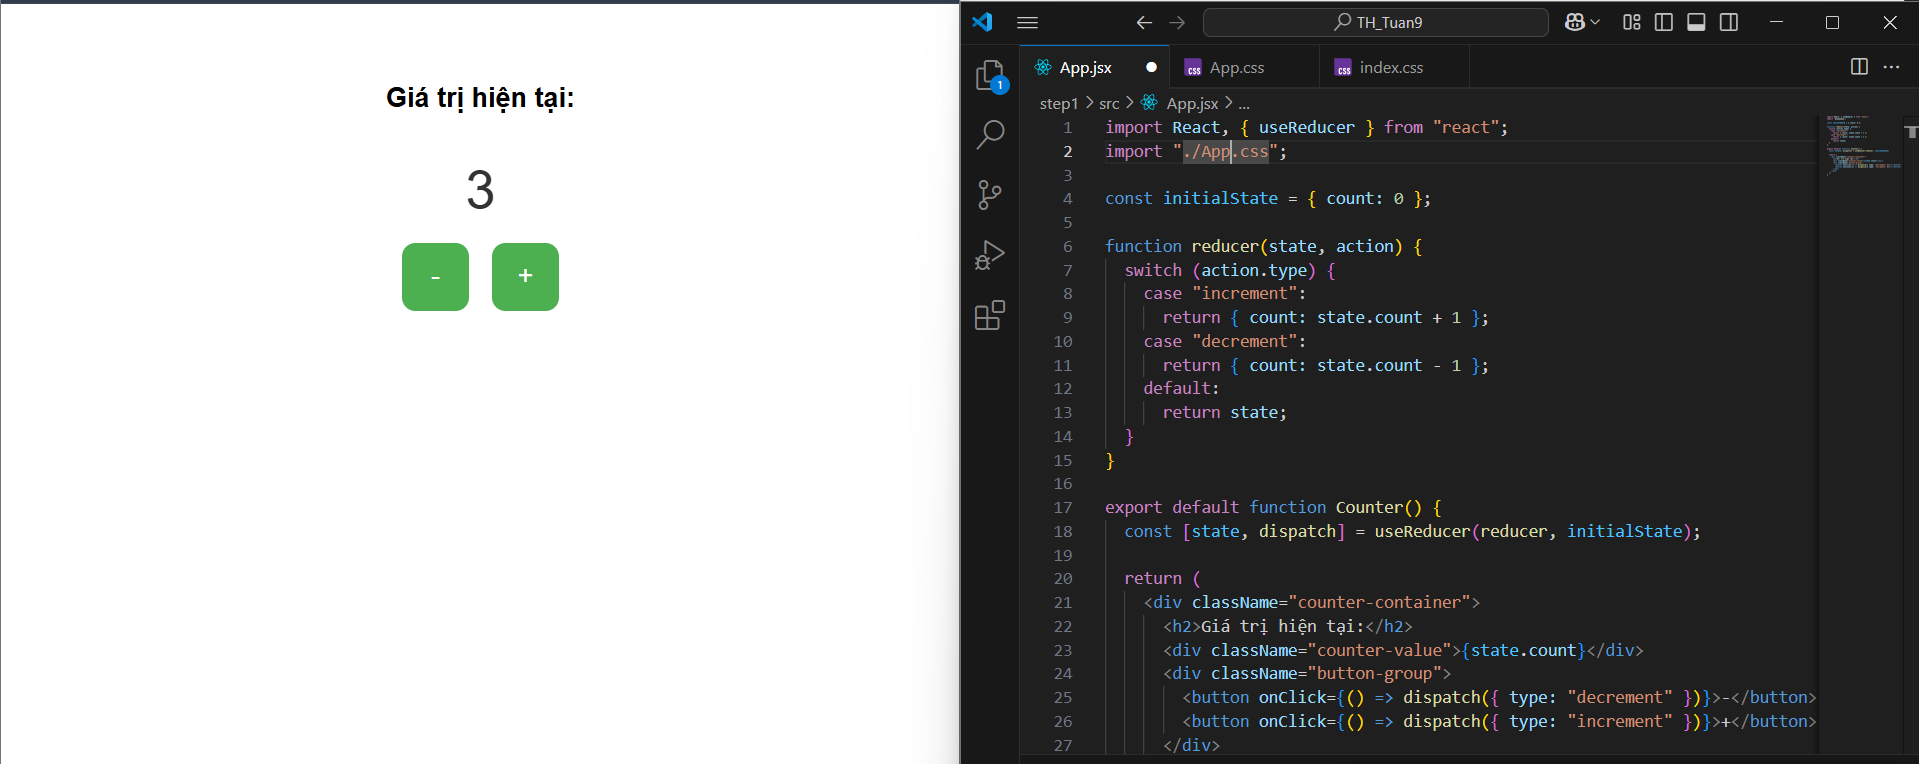 Giá trị hiện tại:
3
- +
TH_Tuan9
App.jsx App.css index.css
1
step1 > src > App.jsx > ...
1 import React, { useReducer } from "react";
2 import "./App.css";
3
4 const initialState = { count: 0 };
5
6 function reducer(state, action) {
7 switch (action.type) {
8 case "increment":
9 return { count: state.count + 1 };
10 case "decrement":
11 return { count: state.count - 1 };
12 default:
13 return state;
14 }
15 }
16
17 export default function Counter() {
18 const [state, dispatch] = useReducer(reducer, initialState);
19
20 return (
21 <div className="counter-container">
22 <h2>Giá trị hiện tại:</h2>
23 <div className="counter-value">{state.count}</div>
24 <div className="button-group">
25 <button onClick={() => dispatch({ type: "decrement" })}>-</button>
26 <button onClick={() => dispatch({ type: "increment" })}>+</button>
27 </div>